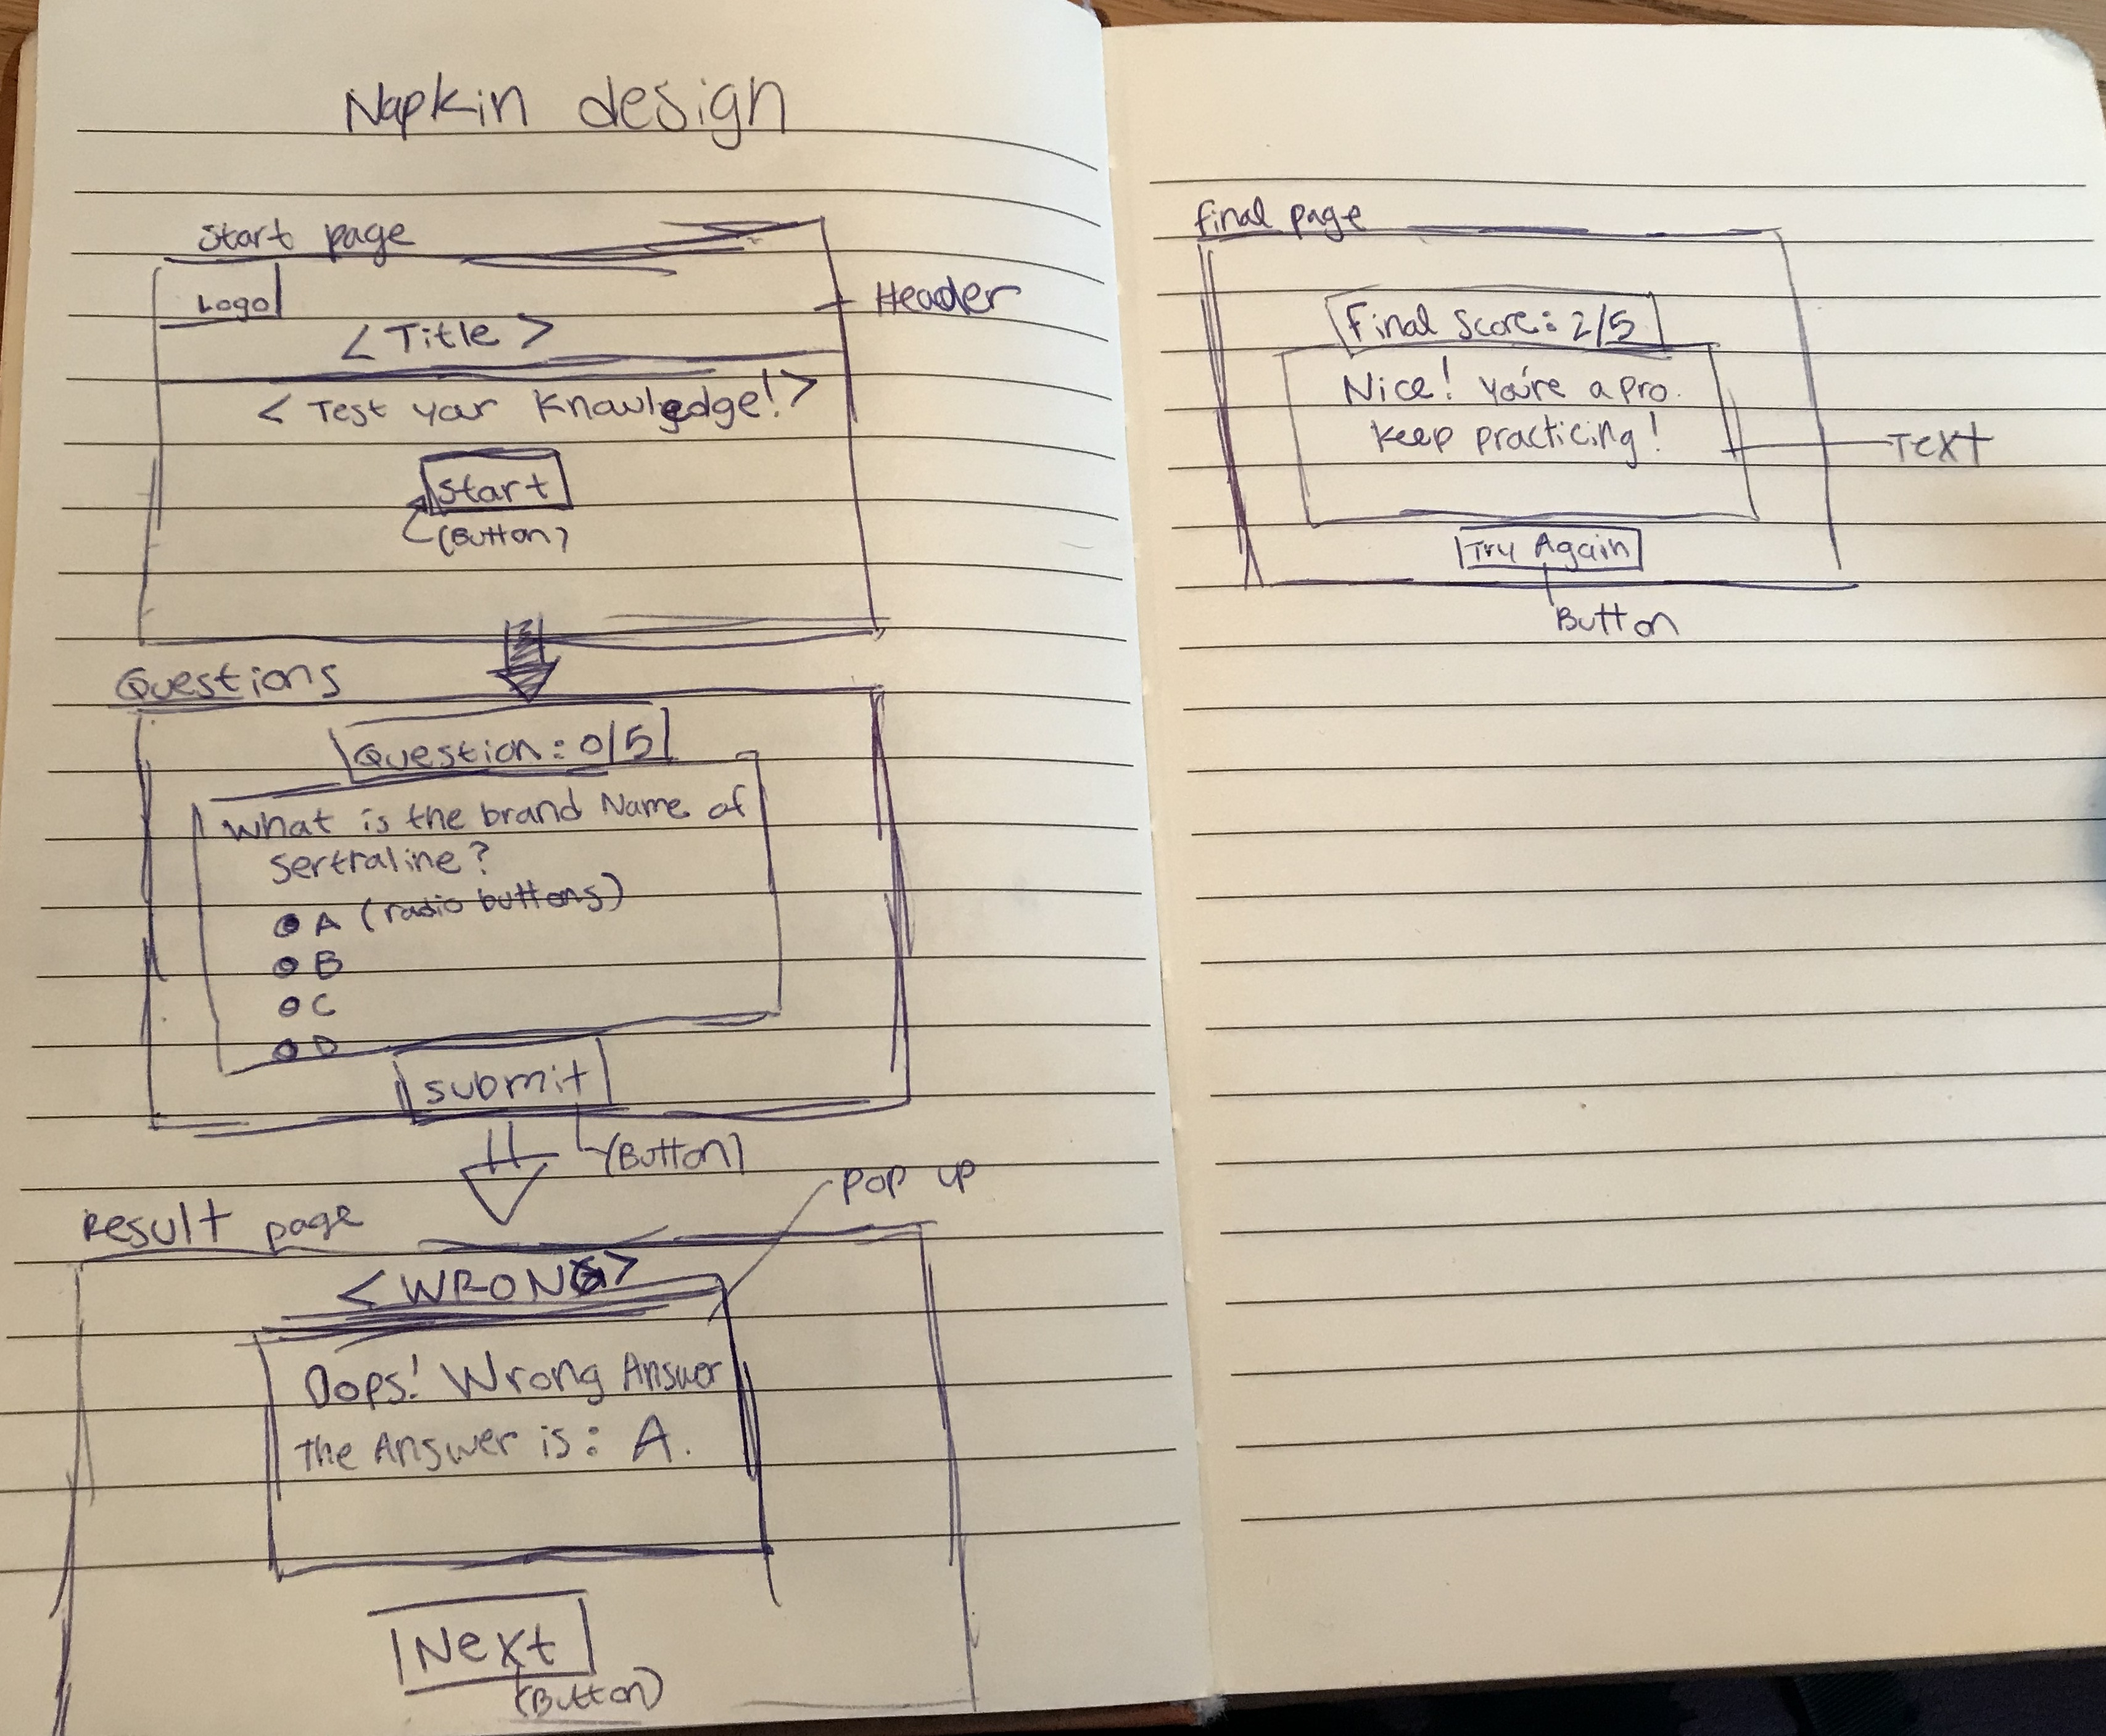 Napkin design
Start page
Logo
Header
< Title >
< Test your Knowledge! >
Start
(Button)
Questions
Question: 0/5
What is the brand Name of
Sertraline?
A (radio buttons)
B
C
D
submit
(Button)
Pop up
Result page
< WRONG >
Oops! Wrong Answer
The Answer is: A.
Next
(Button)
final page
Final Score: 2/5
Nice! You're a pro.
Keep practicing!
Text
Try Again
Button